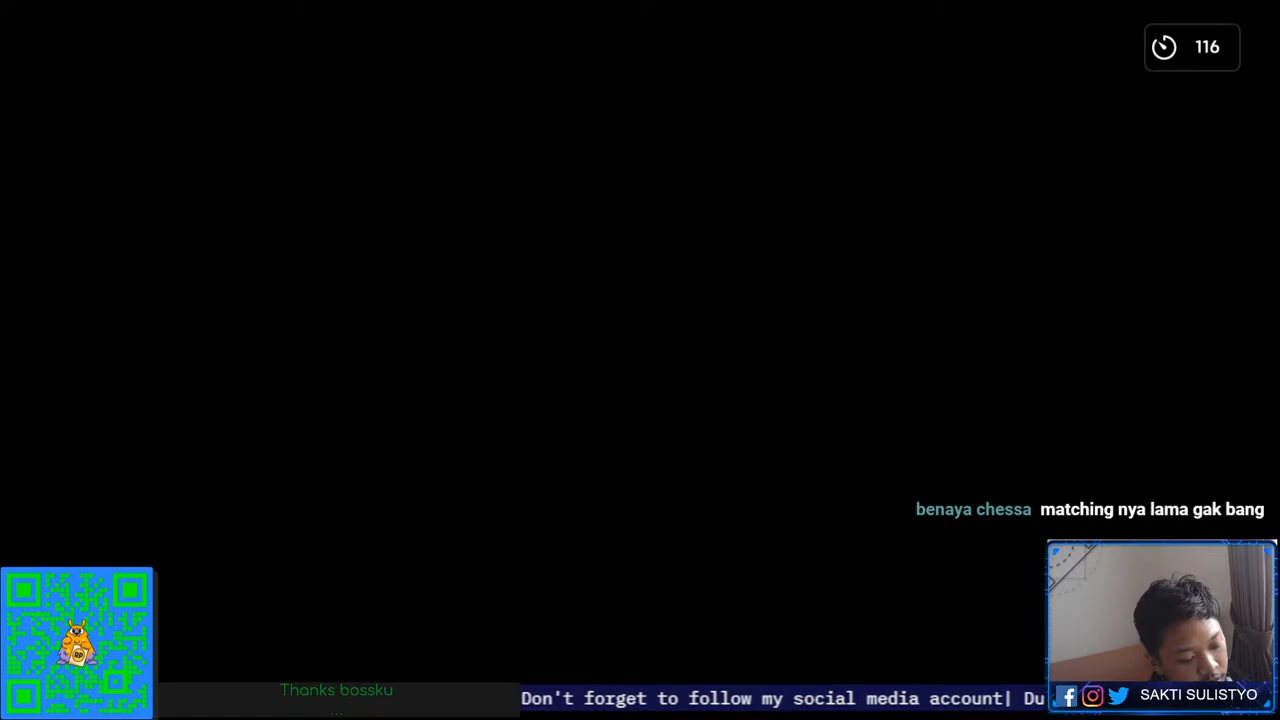 116
benaya chessa matching nya lama gak bang
RP
Thanks bossku
...
Don't forget to follow my social media account| Du
SAKTI SULISTYO